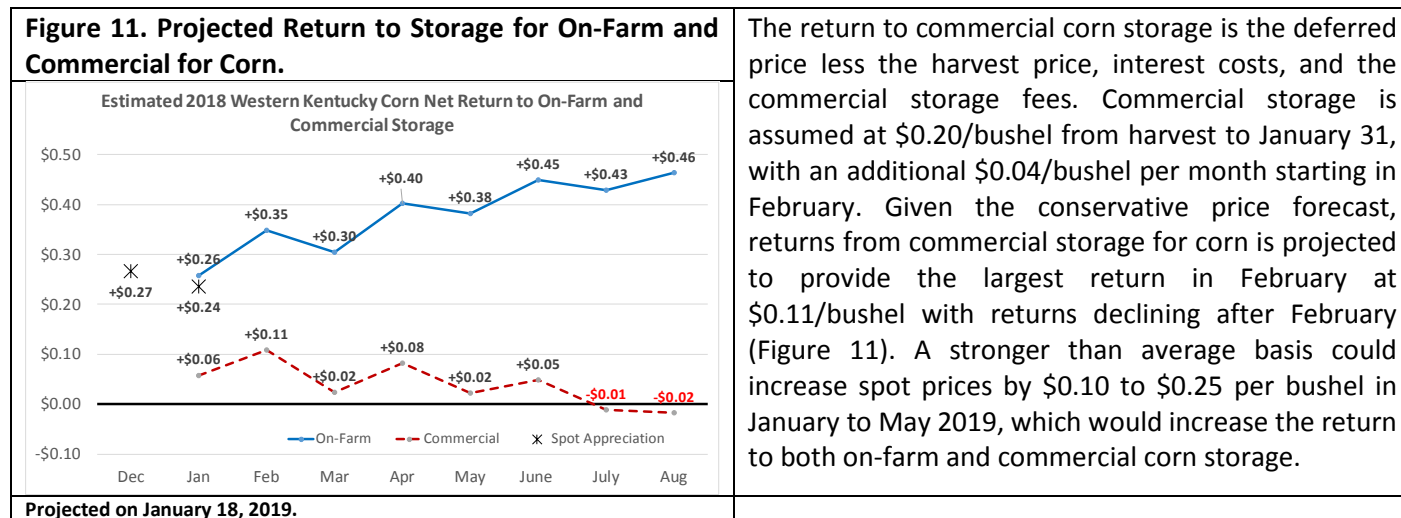 Figure 11. Projected Return to Storage for On-Farm and
Commercial for Corn.
Estimated 2018 Western Kentucky Corn Net Return to On-Farm and
Commercial Storage
$0.50
$0.40
$0.30
$0.20
$0.10
$0.00
-$0.10
+$0.27
+$0.26
+$0.24
+$0.35
+$0.30
+$0.40
+$0.38
+$0.45
+$0.43
+$0.46
+$0.06
+$0.11
+$0.02
+$0.08
+$0.02
+$0.05
-$0.01
-$0.02
On-Farm Commercial Spot Appreciation
Dec Jan Feb Mar Apr May June July Aug
Projected on January 18, 2019.
The return to commercial corn storage is the deferred
price less the harvest price, interest costs, and the
commercial storage fees. Commercial storage is
assumed at $0.20/bushel from harvest to January 31,
with an additional $0.04/bushel per month starting in
February. Given the conservative price forecast,
returns from commercial storage for corn is projected
to provide the largest return in February at
$0.11/bushel with returns declining after February
(Figure 11). A stronger than average basis could
increase spot prices by $0.10 to $0.25 per bushel in
January to May 2019, which would increase the return
to both on-farm and commercial corn storage.